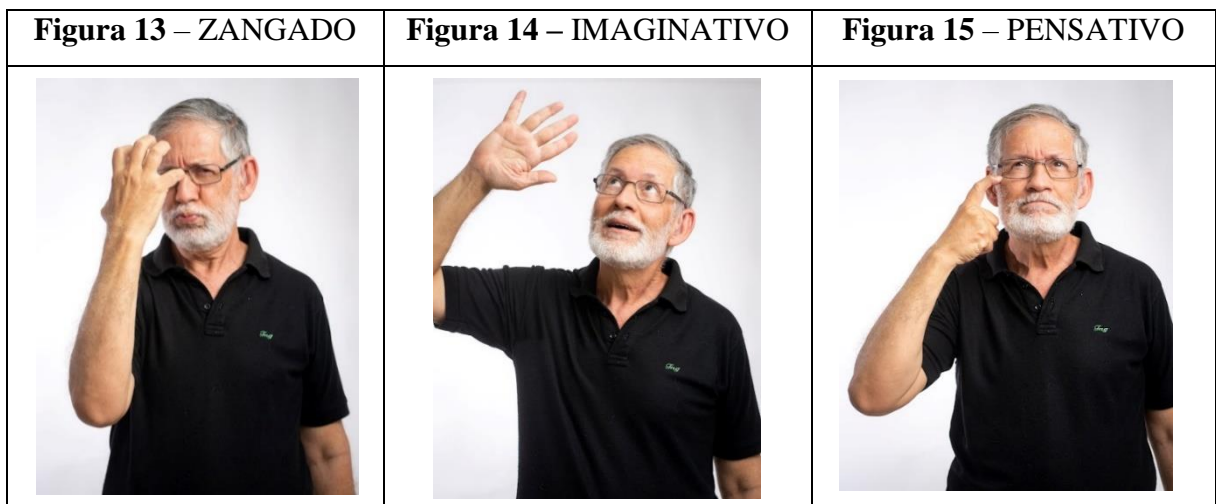 Figura 13 – ZANGADO
Figura 14 – IMAGINATIVO
Figura 15 – PENSATIVO